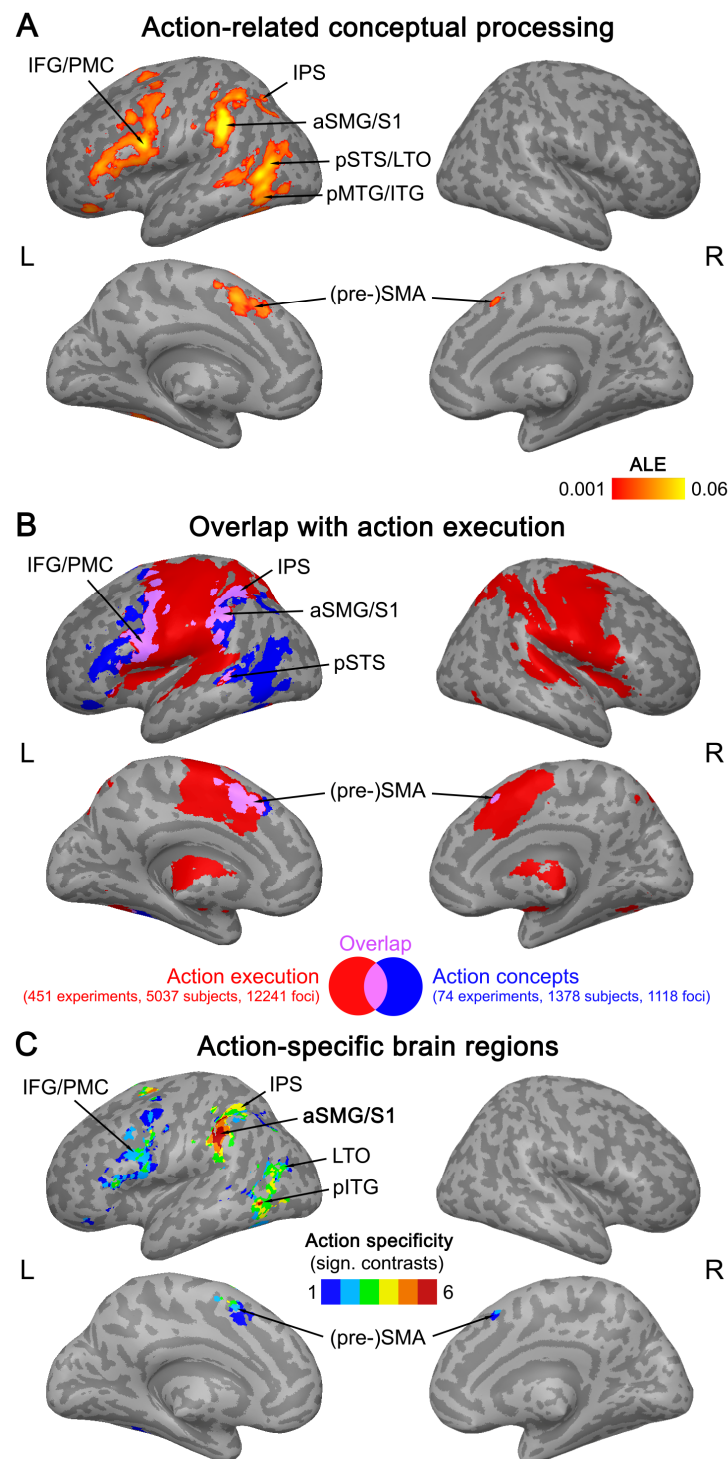 A Action-related conceptual processing
IFG/PMC
IPS
aSMG/S1
pSTS/LTO
pMTG/ITG
L
R
(pre-)SMA
ALE
0.001 0.06
B Overlap with action execution
IFG/PMC
IPS
aSMG/S1
pSTS
L
R
(pre-)SMA
Overlap
Action execution
(451 experiments, 5037 subjects, 12241 foci)
Action concepts
(74 experiments, 1378 subjects, 1118 foci)
C Action-specific brain regions
IFG/PMC
IPS
aSMG/S1
LTO
pITG
Action specificity
(sign. contrasts)
L
R
1 6
(pre-)SMA